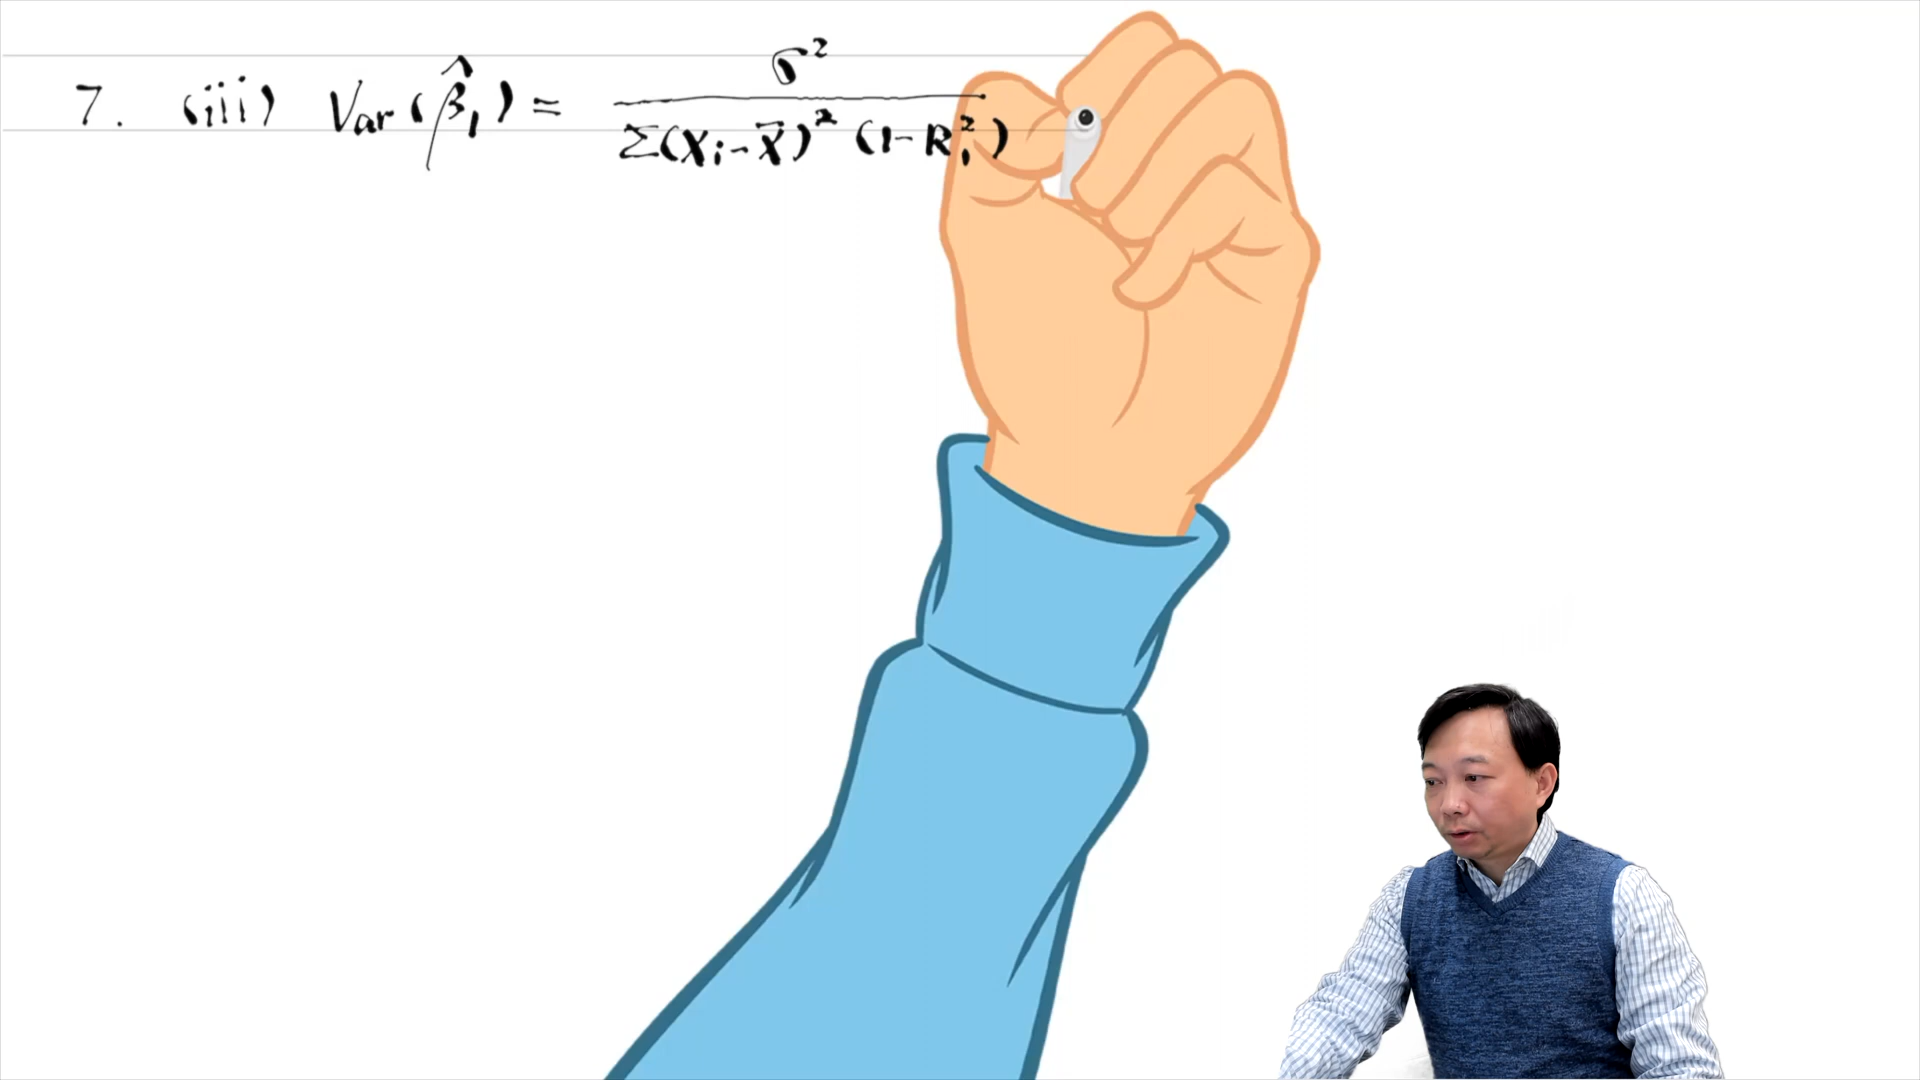 7. (iii) Var(β̂₁) = σ² / Σ(Xi-X̄)² (1-R₁²)